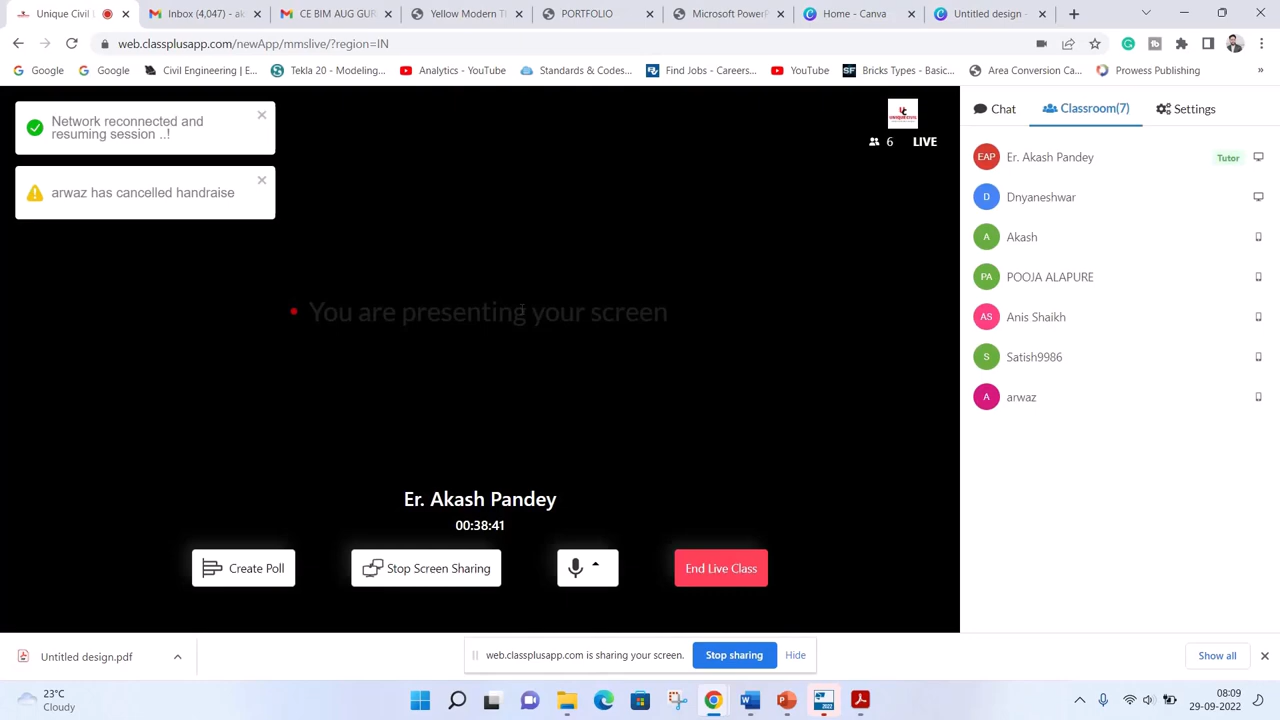 Unique Civil
Inbox (4,047) - ak
CE BIM AUG GUR
Yellow Modern Ti
PORTFOLIO
Microsoft PowerP
Home - Canva
Untitled design -
web.classplusapp.com/newApp/mmslive/?region=IN
Google
Google
Civil Engineering | E...
Tekla 20 - Modeling...
Analytics - YouTube
Standards & Codes...
Find Jobs - Careers...
YouTube
Bricks Types - Basic...
Area Conversion Ca...
Prowess Publishing
Network reconnected and
resuming session ..!
arwaz has cancelled handraise
6 LIVE
You are presenting your screen
Er. Akash Pandey
00:38:41
Create Poll
Stop Screen Sharing
End Live Class
Chat
Classroom(7)
Settings
EAP Er. Akash Pandey Tutor
D Dnyaneshwar
A Akash
PA POOJA ALAPURE
AS Anis Shaikh
S Satish9986
A arwaz
Untitled design.pdf
web.classplusapp.com is sharing your screen.
Stop sharing
Hide
Show all
23°C
Cloudy
08:09
29-09-2022